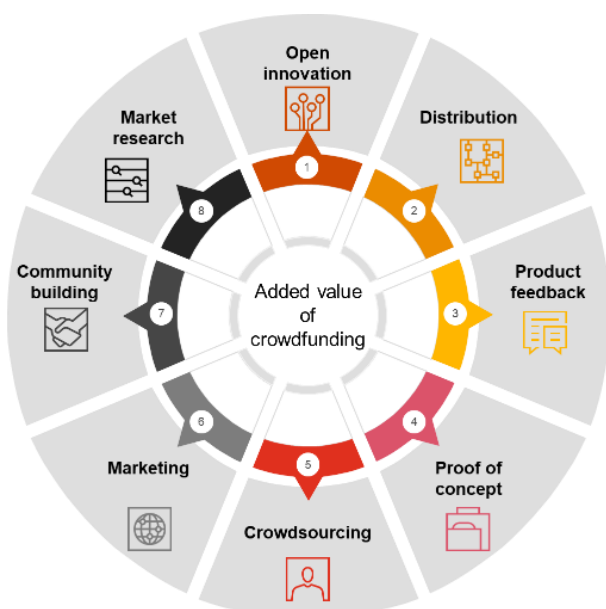 Open
innovation
1
Distribution
2
Product
feedback
3
Proof of
concept
4
Crowdsourcing
5
Marketing
6
Community
building
7
Market
research
8
Added value
of
crowdfunding